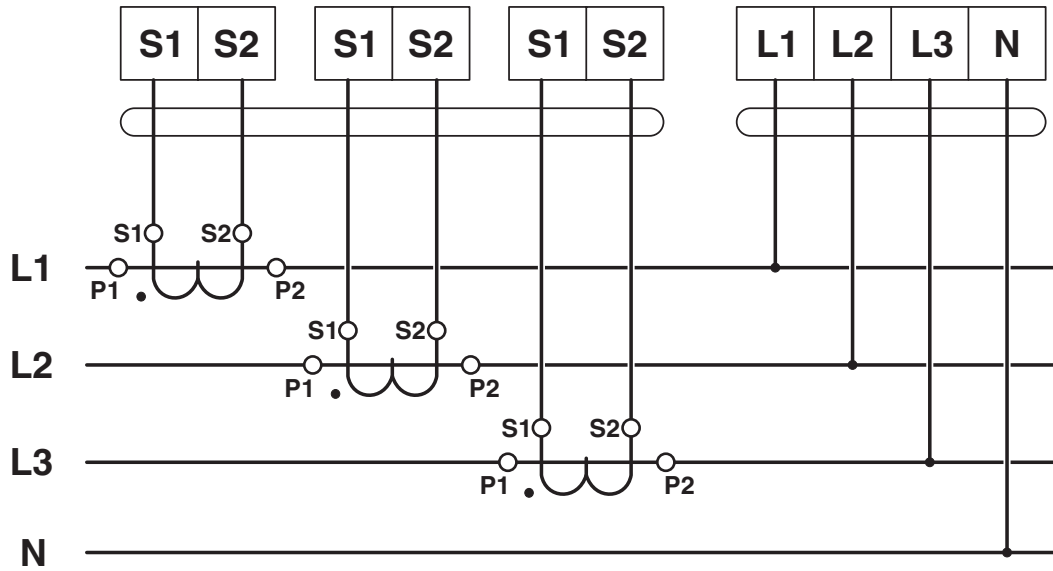 S1 S2 S1 S2 S1 S2 L1 L2 L3 N
S1 S2
L1
P1 P2
S1 S2
L2
P1 P2
S1 S2
L3
P1 P2
N